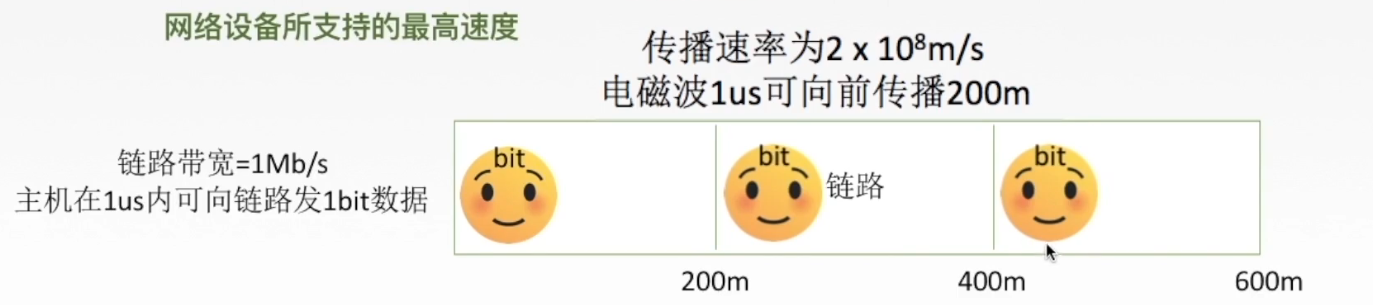 网络设备所支持的最高速度
传播速率为2 x 10⁸m/s
电磁波1us可向前传播200m
链路带宽=1Mb/s
主机在1us内可向链路发1bit数据
bit
bit
链路
bit
200m
400m
600m